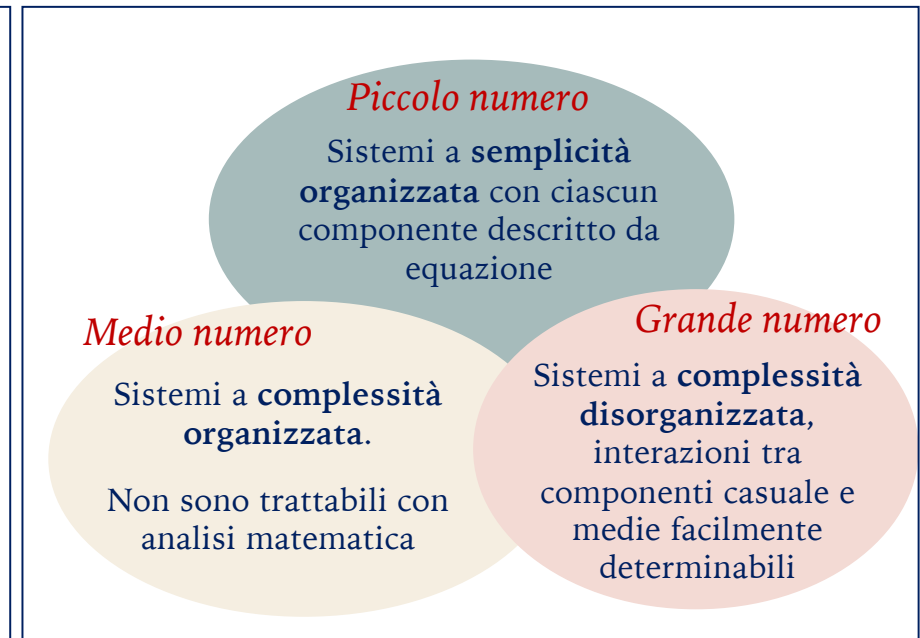 Piccolo numero
Sistemi a semplicità
organizzata con ciascun
componente descritto da
equazione
Medio numero
Sistemi a complessità
organizzata.
Non sono trattabili con
analisi matematica
Grande numero
Sistemi a complessità
disorganizzata,
interazioni tra
componenti casuale e
medie facilmente
determinabili